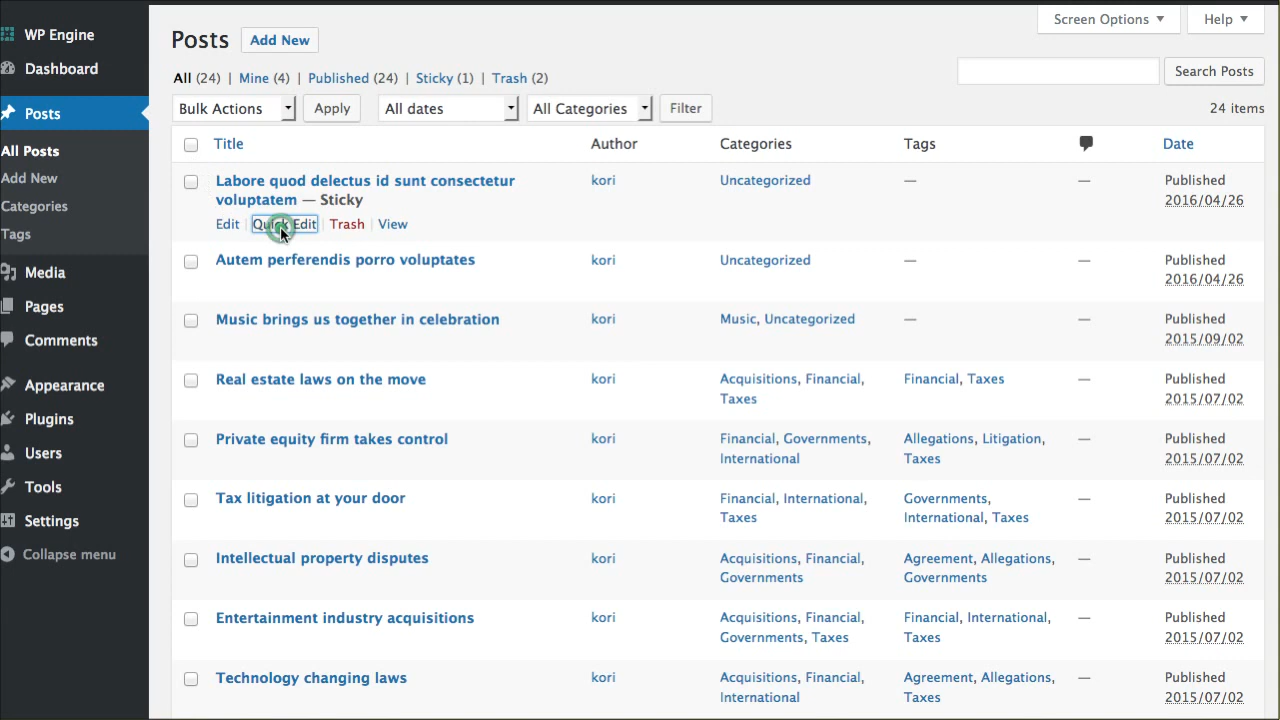 WP Engine
Dashboard
Posts
All Posts
Add New
Categories
Tags
Media
Pages
Comments
Appearance
Plugins
Users
Tools
Settings
Collapse menu
Screen Options
Help
Posts
Add New
All (24) | Mine (4) | Published (24) | Sticky (1) | Trash (2)
Search Posts
Bulk Actions
Apply
All dates
All Categories
Filter
24 items
Title
Author
Categories
Tags
Date
Labore quod delectus id sunt consectetur
voluptatem — Sticky
Edit | Quick Edit | Trash | View
kori
Uncategorized
—
—
Published
2016/04/26
Autem perferendis porro voluptates
kori
Uncategorized
—
—
Published
2016/04/26
Music brings us together in celebration
kori
Music, Uncategorized
—
—
Published
2015/09/02
Real estate laws on the move
kori
Acquisitions, Financial,
Taxes
Financial, Taxes
—
Published
2015/07/02
Private equity firm takes control
kori
Financial, Governments,
International
Allegations, Litigation,
Taxes
—
Published
2015/07/02
Tax litigation at your door
kori
Financial, International,
Taxes
Governments,
International, Taxes
—
Published
2015/07/02
Intellectual property disputes
kori
Acquisitions, Financial,
Governments
Agreement, Allegations,
Governments
—
Published
2015/07/02
Entertainment industry acquisitions
kori
Acquisitions, Financial,
Governments, Taxes
Financial, International,
Taxes
—
Published
2015/07/02
Technology changing laws
kori
Acquisitions, Financial,
International
Agreement, Allegations,
Taxes
—
Published
2015/07/02